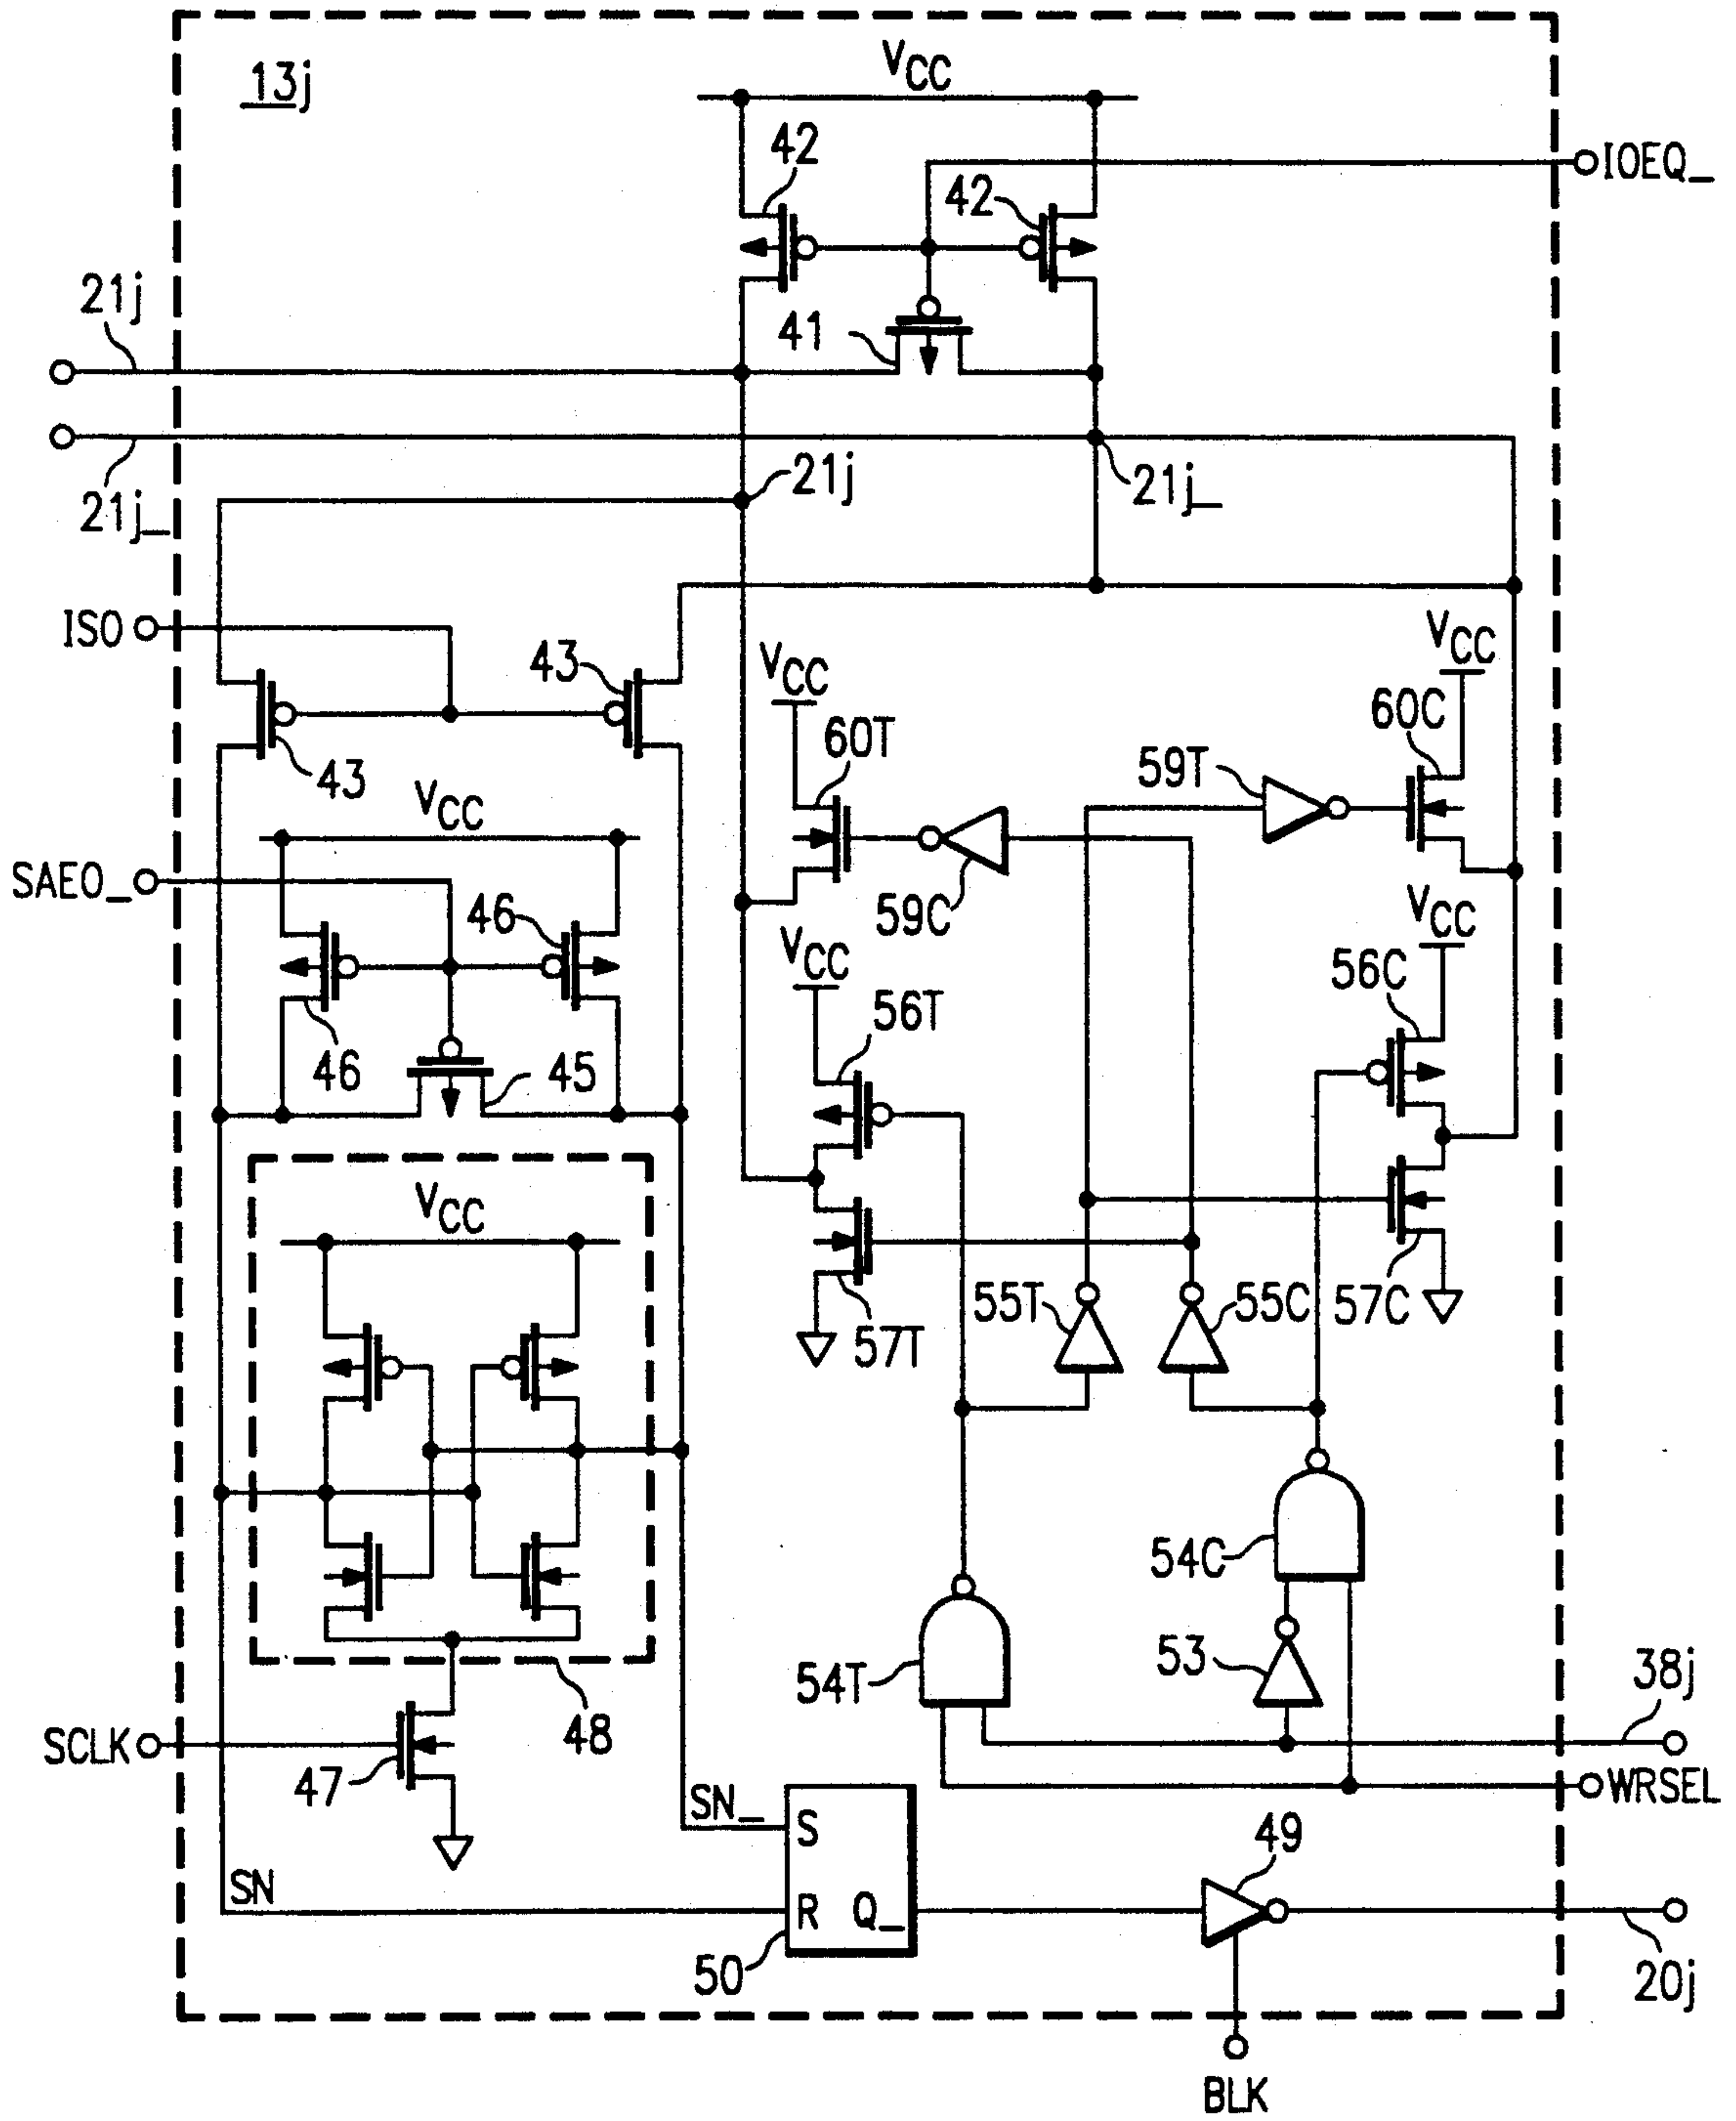 13j
VCC
42
42
IOEQ_
21j
41
21j_
21j
21j_
ISO
43
43
VCC
60T
VCC
60C
59T
VCC
SAEO_
46
46
45
59C
VCC
56T
VCC
56C
VCC
55T
55C
57C
57T
54C
54T
53
38j
SCLK
47
48
WRSEL
SN_
S
SN
R
Q_
50
49
20j
BLK